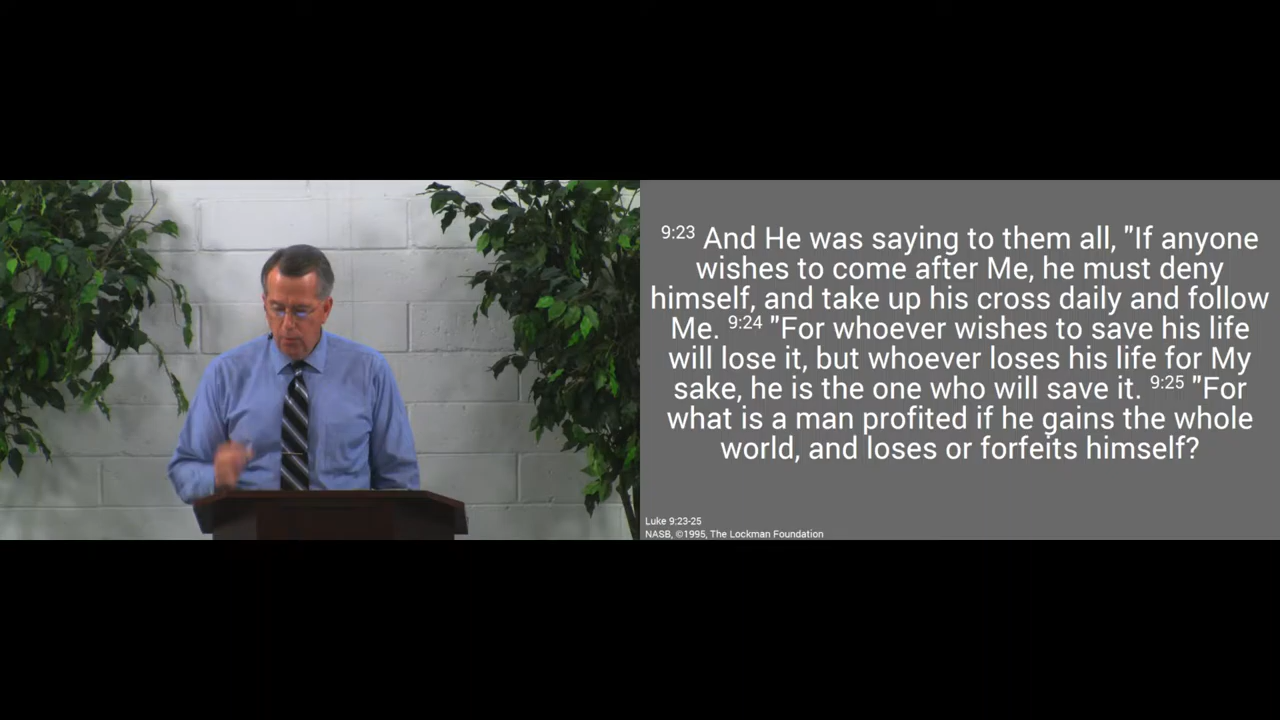 9:23 And He was saying to them all, "If anyone
wishes to come after Me, he must deny
himself, and take up his cross daily and follow
Me. 9:24 "For whoever wishes to save his life
will lose it, but whoever loses his life for My
sake, he is the one who will save it. 9:25 "For
what is a man profited if he gains the whole
world, and loses or forfeits himself?
Luke 9:23-25
NASB, ©1995, The Lockman Foundation